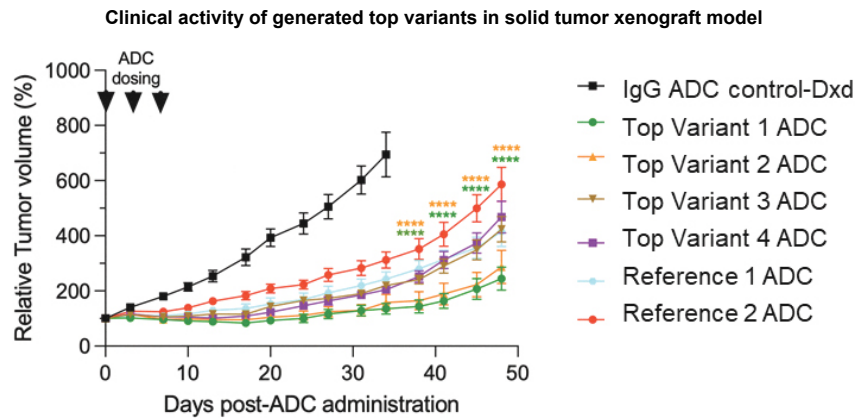 Clinical activity of generated top variants in solid tumor xenograft model
ADC
dosing
Relative Tumor volume (%)
1000
800
600
400
200
0
0
10
20
30
40
50
Days post-ADC administration
****
****
****
****
****
****
****
****
IgG ADC control-Dxd
Top Variant 1 ADC
Top Variant 2 ADC
Top Variant 3 ADC
Top Variant 4 ADC
Reference 1 ADC
Reference 2 ADC